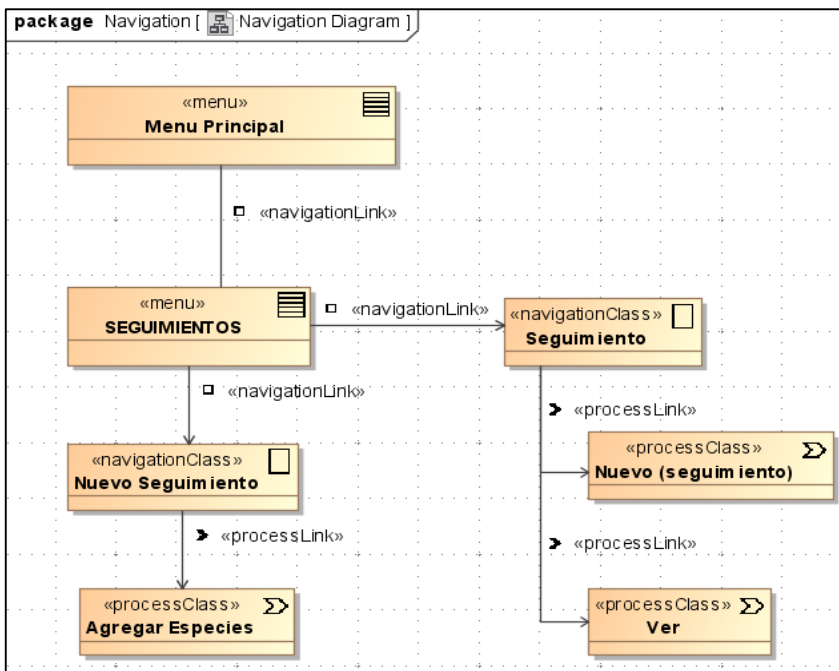 package Navigation [ Navigation Diagram ]
«menu»
Menu Principal
«navigationLink»
«menu»
SEGUIMIENTOS
«navigationLink»
«navigationClass»
Seguimiento
«navigationLink»
«processLink»
«navigationClass»
Nuevo Seguimiento
«processClass»
Nuevo (seguimiento)
«processLink»
«processLink»
«processClass»
Agregar Especies
«processClass»
Ver